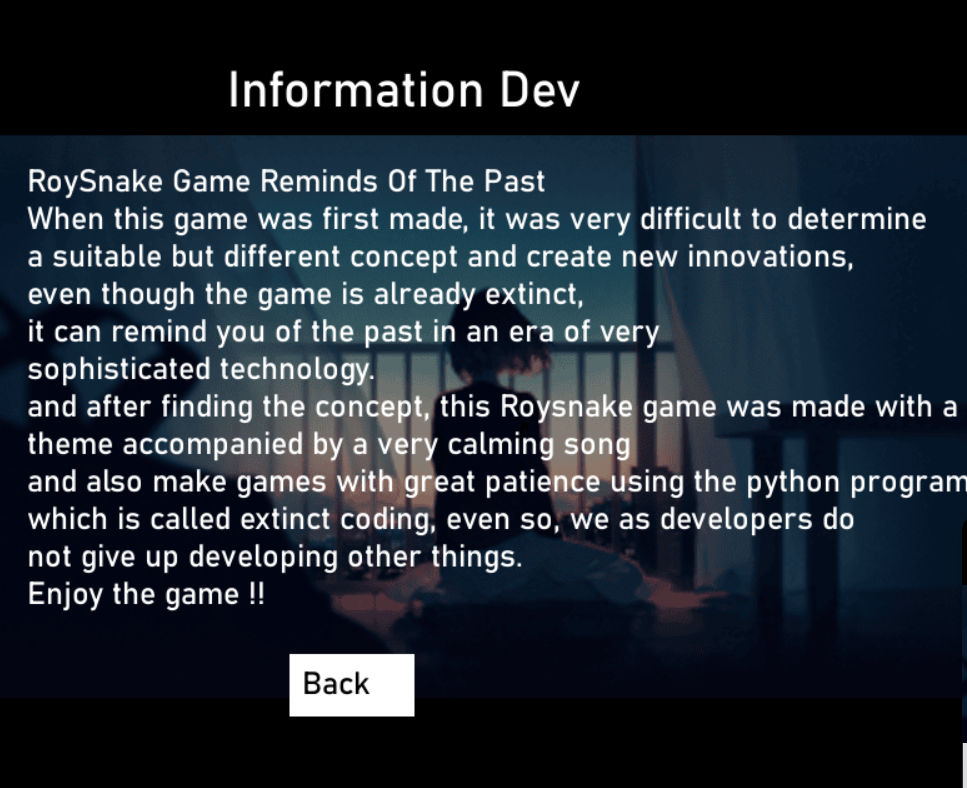 Information Dev
RoySnake Game Reminds Of The Past
When this game was first made, it was very difficult to determine
a suitable but different concept and create new innovations,
even though the game is already extinct,
it can remind you of the past in an era of very
sophisticated technology.
and after finding the concept, this Roysnake game was made with a
theme accompanied by a very calming song
and also make games with great patience using the python program
which is called extinct coding, even so, we as developers do
not give up developing other things.
Enjoy the game !!
Back